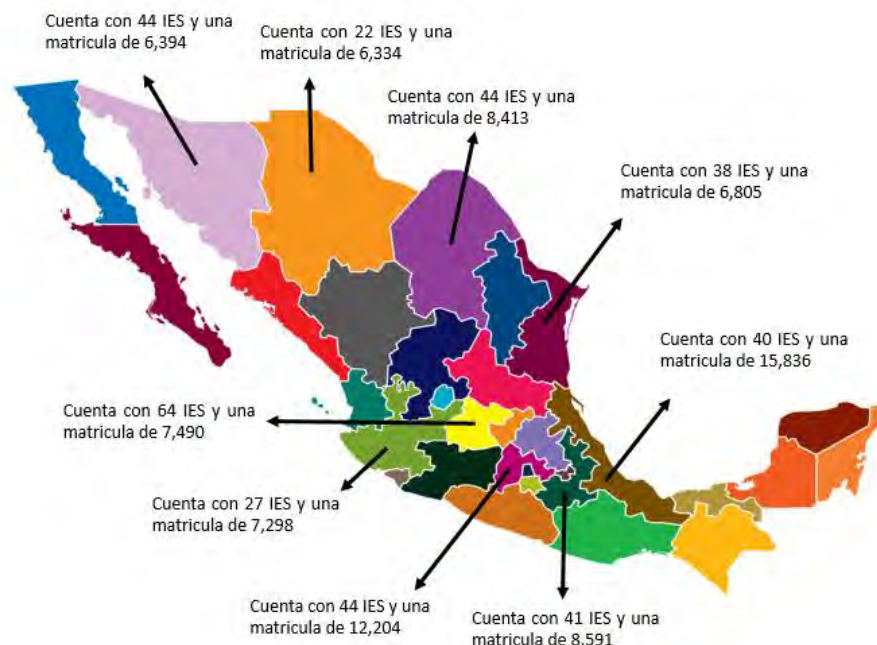 Cuenta con 44 IES y una
matricula de 6,394
Cuenta con 22 IES y una
matricula de 6,334
Cuenta con 44 IES y una
matricula de 8,413
Cuenta con 38 IES y una
matricula de 6,805
Cuenta con 40 IES y una
matricula de 15,836
Cuenta con 64 IES y una
matricula de 7,490
Cuenta con 27 IES y una
matricula de 7,298
Cuenta con 44 IES y una
matricula de 12,204
Cuenta con 41 IES y una
matricula de 8,591